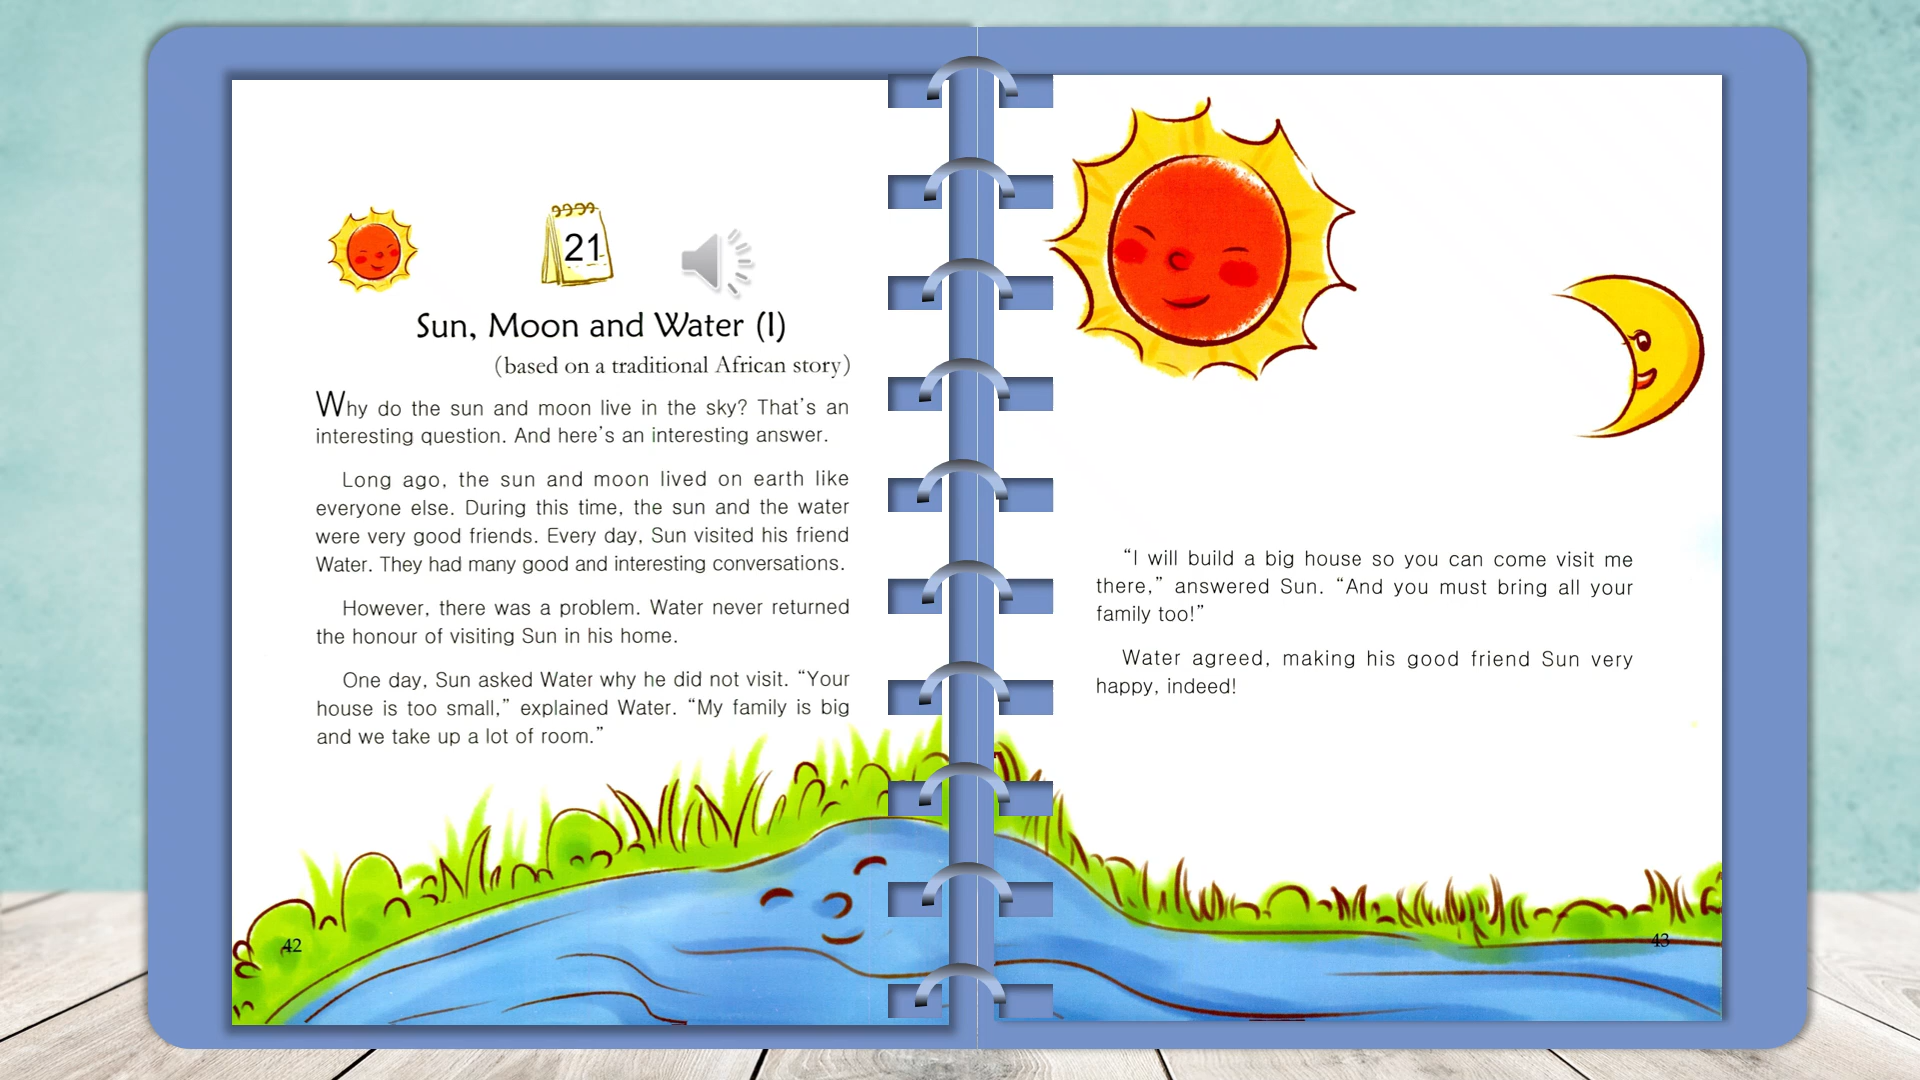 21
Sun, Moon and Water (I)
(based on a traditional African story)
Why do the sun and moon live in the sky? That's an
interesting question. And here's an interesting answer.
Long ago, the sun and moon lived on earth like
everyone else. During this time, the sun and the water
were very good friends. Every day, Sun visited his friend
Water. They had many good and interesting conversations.
However, there was a problem. Water never returned
the honour of visiting Sun in his home.
One day, Sun asked Water why he did not visit. “Your
house is too small,” explained Water. “My family is big
and we take up a lot of room.”
42
“I will build a big house so you can come visit me
there,” answered Sun. “And you must bring all your
family too!”
Water agreed, making his good friend Sun very
happy, indeed!
43